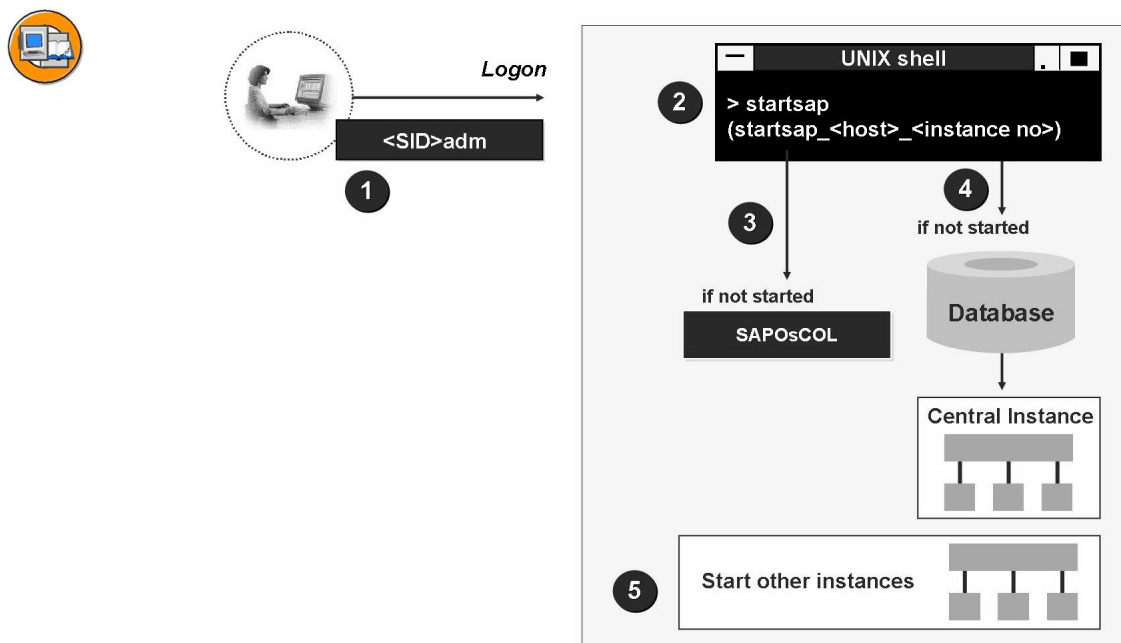 Logon
<SID>adm
1
UNIX shell
2
> startsap
(startsap_<host>_<instance no>)
3
4
if not started
if not started
SAPOsCOL
Database
Central Instance
5
Start other instances